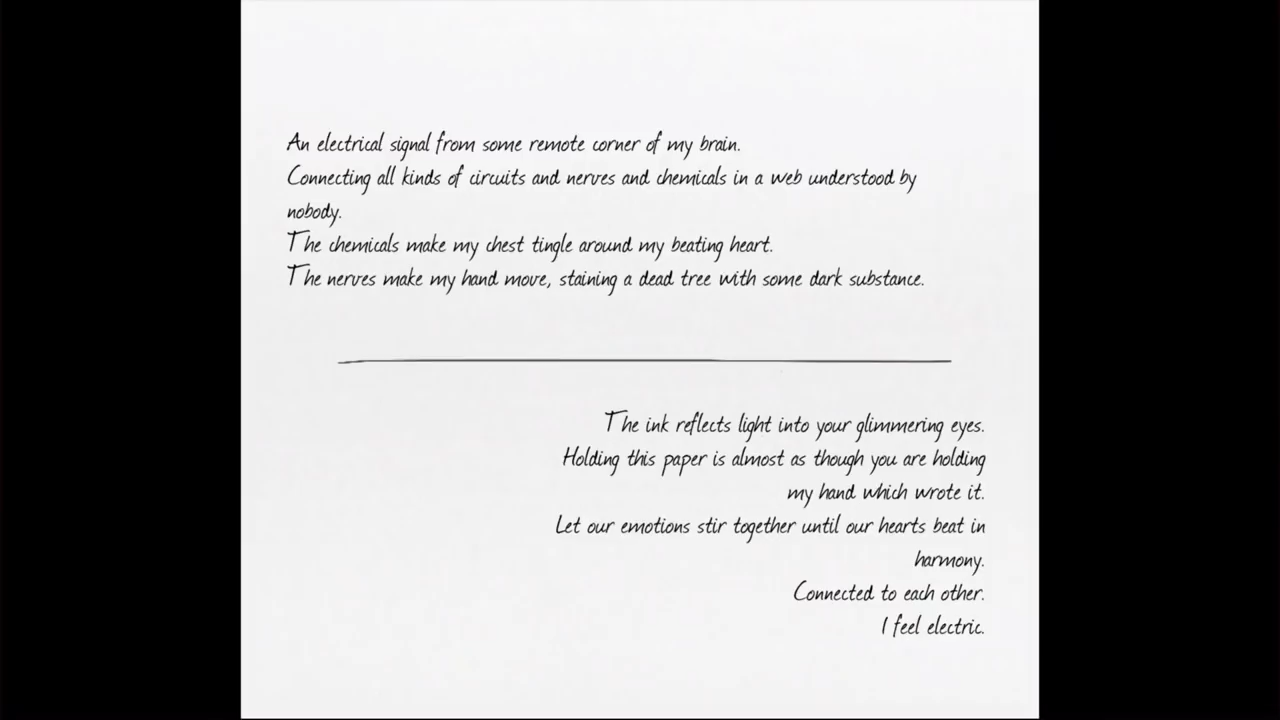 An electrical signal from some remote corner of my brain.
Connecting all kinds of circuits and nerves and chemicals in a web understood by
nobody.
The chemicals make my chest tingle around my beating heart.
The nerves make my hand move, staining a dead tree with some dark substance.
The ink reflects light into your glimmering eyes.
Holding this paper is almost as though you are holding
my hand which wrote it.
Let our emotions stir together until our hearts beat in
harmony.
Connected to each other.
I feel electric.